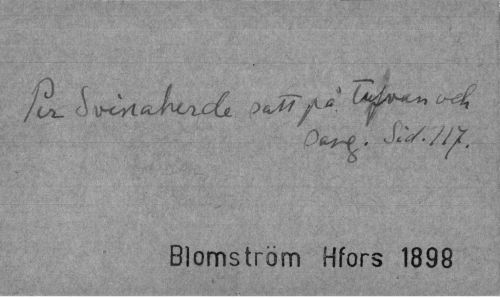 Per Svinaherde satt på Tufvan och
sang. Sid. 117.
Blomström Hfors 1898